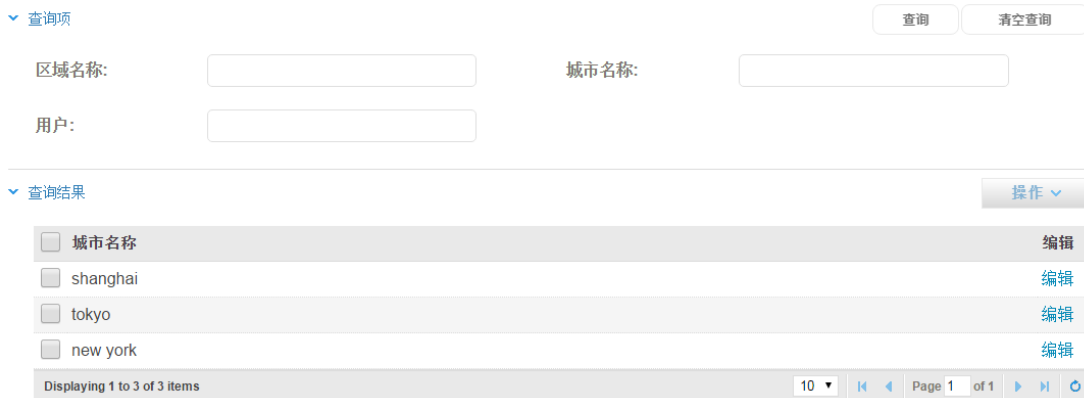 查询项 查询 清空查询
区域名称: 城市名称:
用户:
查询结果 操作
城市名称 编辑
shanghai 编辑
tokyo 编辑
new york 编辑
Displaying 1 to 3 of 3 items 10 Page 1 of 1